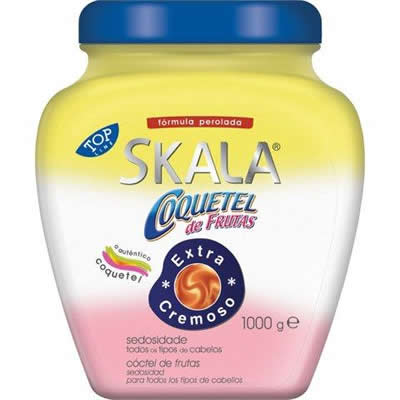 TOP
LINE
fórmula perolada
SKALA®
COQUETEL
de FRUTAS
o autêntico
coquetel
* Extra *
Cremoso
1000 g e
sedosidade
todos os tipos de cabelos
cóctel de frutas
sedosidad
para todos los tipos de cabellos